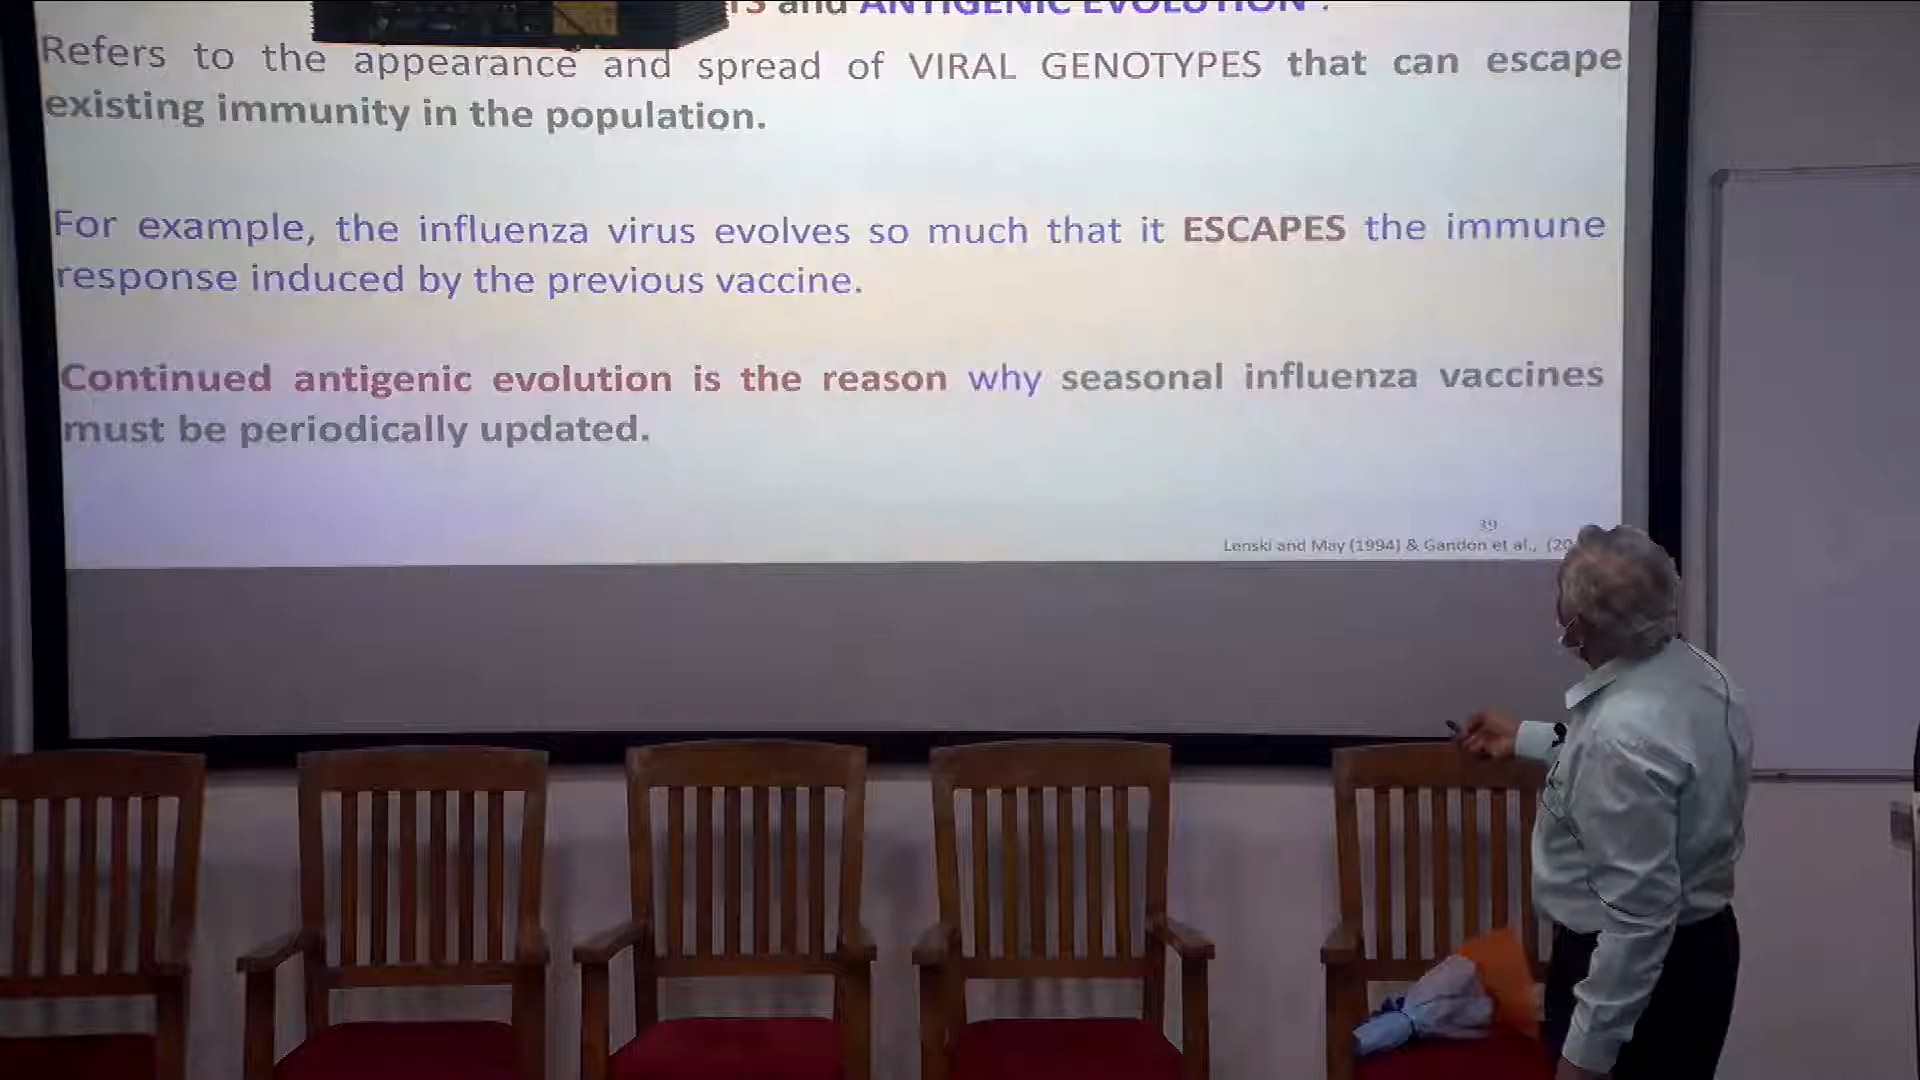 and ANTIGENIC EVOLUTION :
Refers to the appearance and spread of VIRAL GENOTYPES that can escape
existing immunity in the population.
For example, the influenza virus evolves so much that it ESCAPES the immune
response induced by the previous vaccine.
Continued antigenic evolution is the reason why seasonal influenza vaccines
must be periodically updated.
39
Lenski and May (1994) & Gandon et al.,